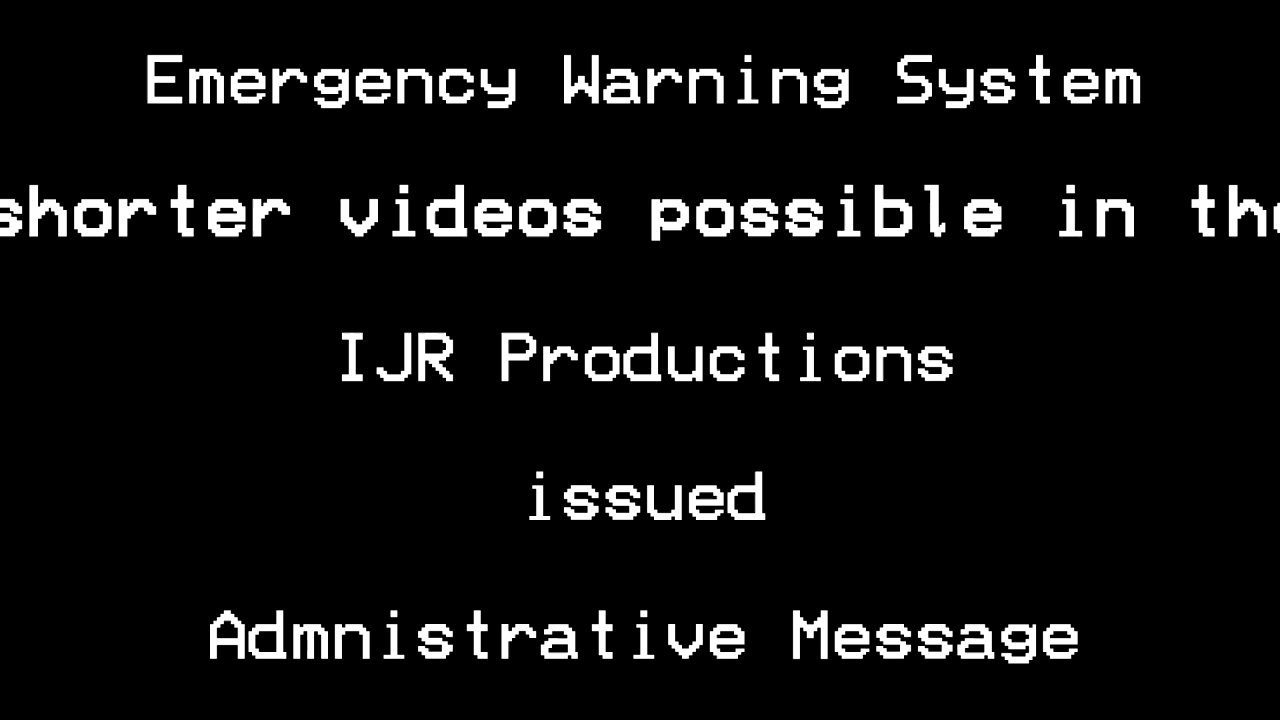 Emergency Warning System
shorter videos possible in the
IJR Productions
issued
Admnistrative Message